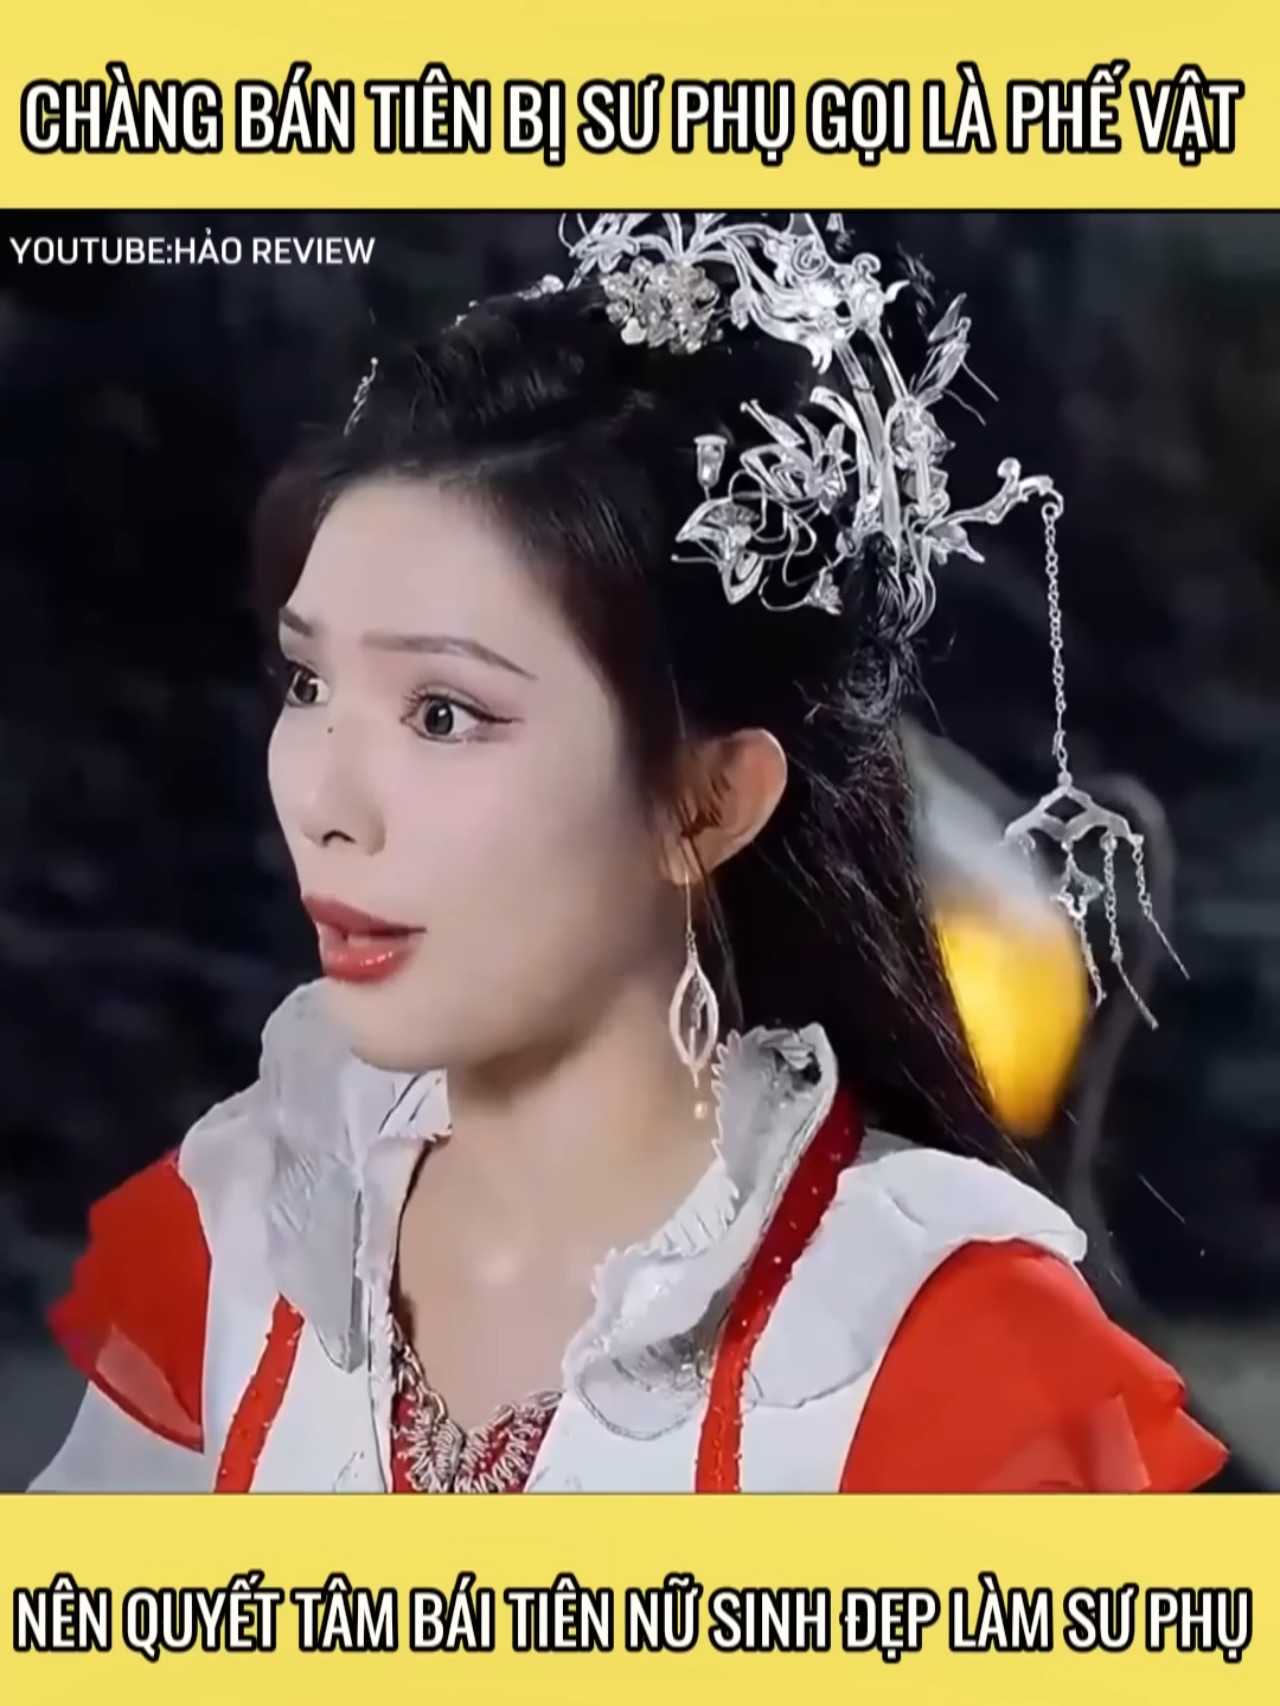 CHÀNG BÁN TIÊN BỊ SƯ PHỤ GỌI LÀ PHẾ VẬT
YOUTUBE:HẢO REVIEW
NÊN QUYẾT TÂM BÁI TIÊN NỮ SINH ĐẸP LÀM SƯ PHỤ